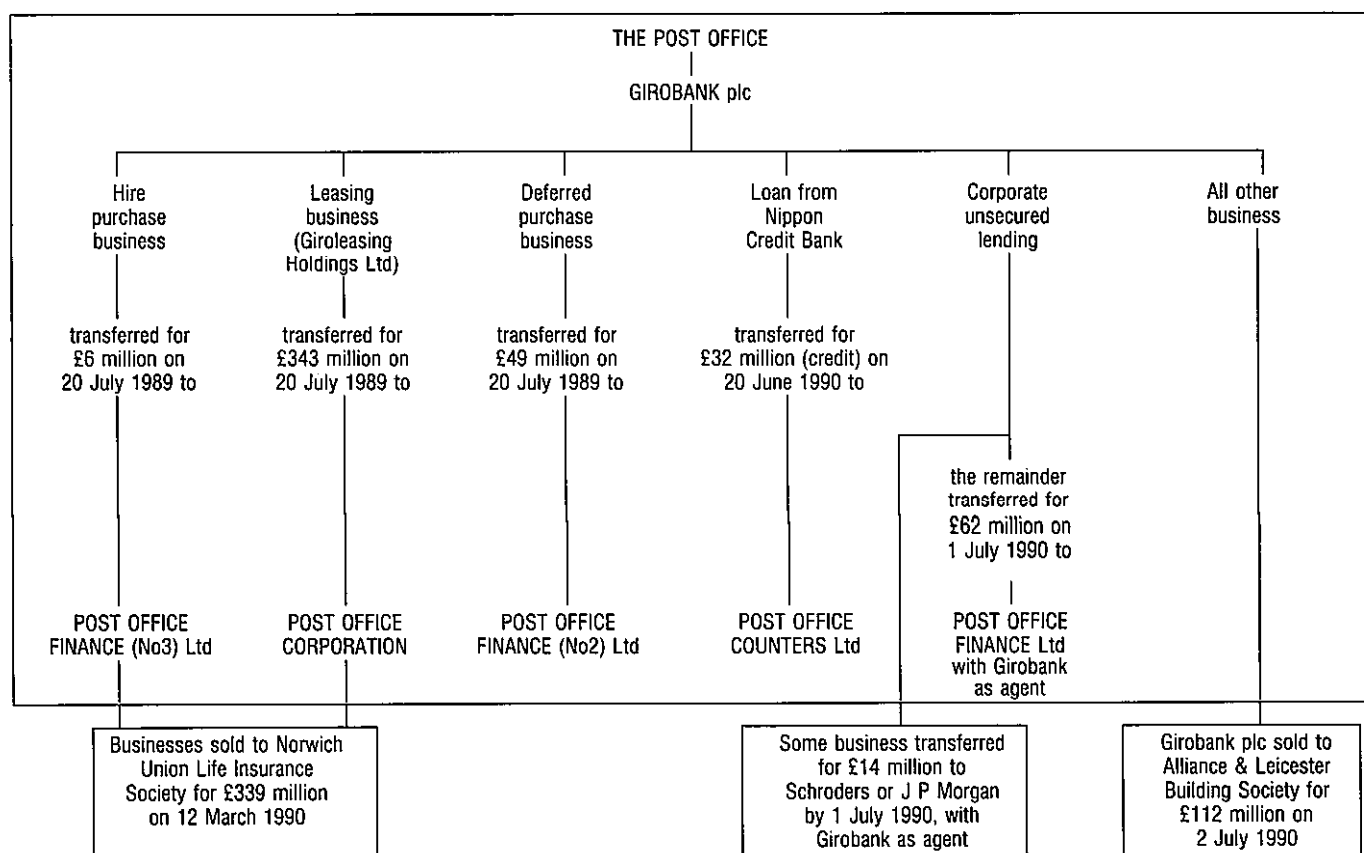 THE POST OFFICE
GIROBANK plc
Hire
purchase
business
transferred for
£6 million on
20 July 1989 to
POST OFFICE
FINANCE (No3) Ltd
Leasing
business
(Giroleasing
Holdings Ltd)
transferred for
£343 million on
20 July 1989 to
POST OFFICE
CORPORATION
Deferred
purchase
business
transferred for
£49 million on
20 July 1989 to
POST OFFICE
FINANCE (No2) Ltd
Loan from
Nippon
Credit Bank
transferred for
£32 million (credit) on
20 June 1990 to
POST OFFICE
COUNTERS Ltd
Corporate
unsecured
lending
the remainder
transferred for
£62 million on
1 July 1990 to
POST OFFICE
FINANCE Ltd
with Girobank
as agent
All other
business
Businesses sold to Norwich
Union Life Insurance
Society for £339 million
on 12 March 1990
Some business transferred
for £14 million to
Schroders or J P Morgan
by 1 July 1990, with
Girobank as agent
Girobank plc sold to
Alliance & Leicester
Building Society for
£112 million on
2 July 1990